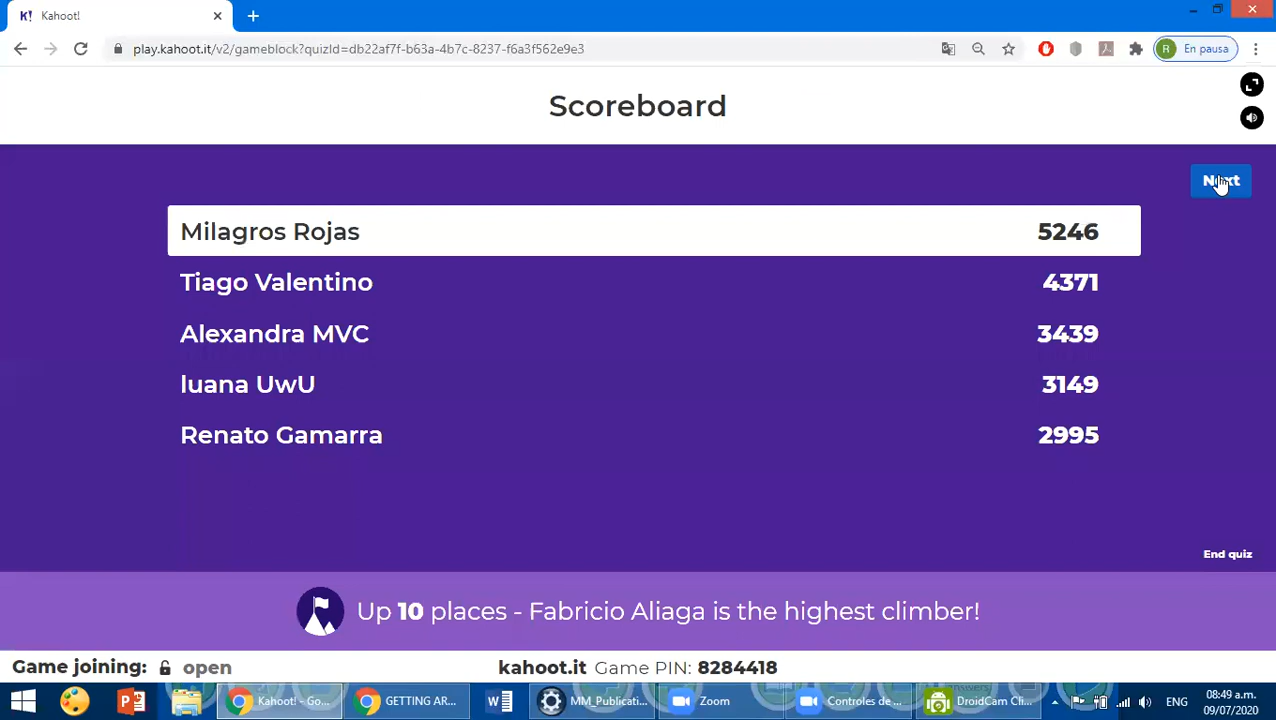 K! Kahoot!
play.kahoot.it/v2/gameblock?quizId=db22af7f-b63a-4b7c-8237-f6a3f562e9e3
R En pausa
Scoreboard
Next
Milagros Rojas 5246
Tiago Valentino 4371
Alexandra MVC 3439
luana UwU 3149
Renato Gamarra 2995
End quiz
Up 10 places - Fabricio Aliaga is the highest climber!
Game joining: open
kahoot.it Game PIN: 8284418
Kahoot! - Go...
GETTING AR...
MM_Publicati...
Zoom
Controles de ...
DroidCam Cli...
ENG
08:49 a.m.
09/07/2020